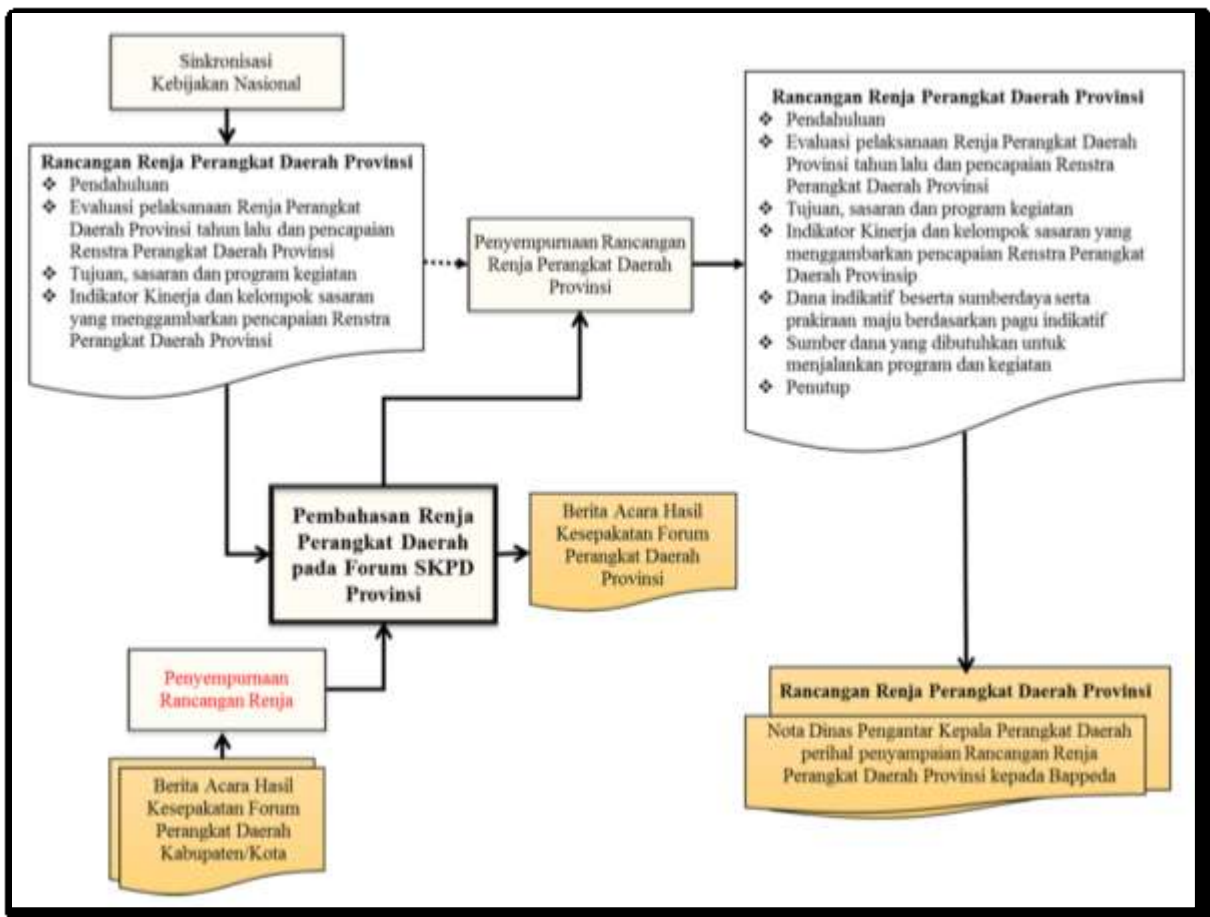 Sinkronisasi
Kebijakan Nasional
Rancangan Renja Perangkat Daerah Provinsi
❖ Pendahuluan
❖ Evaluasi pelaksanaan Renja Perangkat
Daerah Provinsi tahun lalu dan pencapaian
Renstra Perangkat Daerah Provinsi
❖ Tujuan, sasaran dan program kegiatan
❖ Indikator Kinerja dan kelompok sasaran
yang menggambarkan pencapaian Renstra
Perangkat Daerah Provinsi
Penyempurnaan Rancangan
Renja Perangkat Daerah
Provinsi
Rancangan Renja Perangkat Daerah Provinsi
❖ Pendahuluan
❖ Evaluasi pelaksanaan Renja Perangkat Daerah
Provinsi tahun lalu dan pencapaian Renstra
Perangkat Daerah Provinsi
❖ Tujuan, sasaran dan program kegiatan
❖ Indikator Kinerja dan kelompok sasaran yang
menggambarkan pencapaian Renstra Perangkat
Daerah Provinsip
❖ Dana indikatif beserta sumberdaya serta
prakiraan maju berdasarkan pagu indikatif
❖ Sumber dana yang dibutuhkan untuk
menjalankan program dan kegiatan
❖ Penutup
Pembahasan Renja
Perangkat Daerah
pada Forum SKPD
Provinsi
Berita Acara Hasil
Kesepakatan Forum
Perangkat Daerah
Provinsi
Penyempurnaan
Rancangan Renja
Berita Acara Hasil
Kesepakatan Forum
Perangkat Daerah
Kabupaten/Kota
Rancangan Renja Perangkat Daerah Provinsi
Nota Dinas Pengantar Kepala Perangkat Daerah
perihal penyampaian Rancangan Renja
Perangkat Daerah Provinsi kepada Bappeda